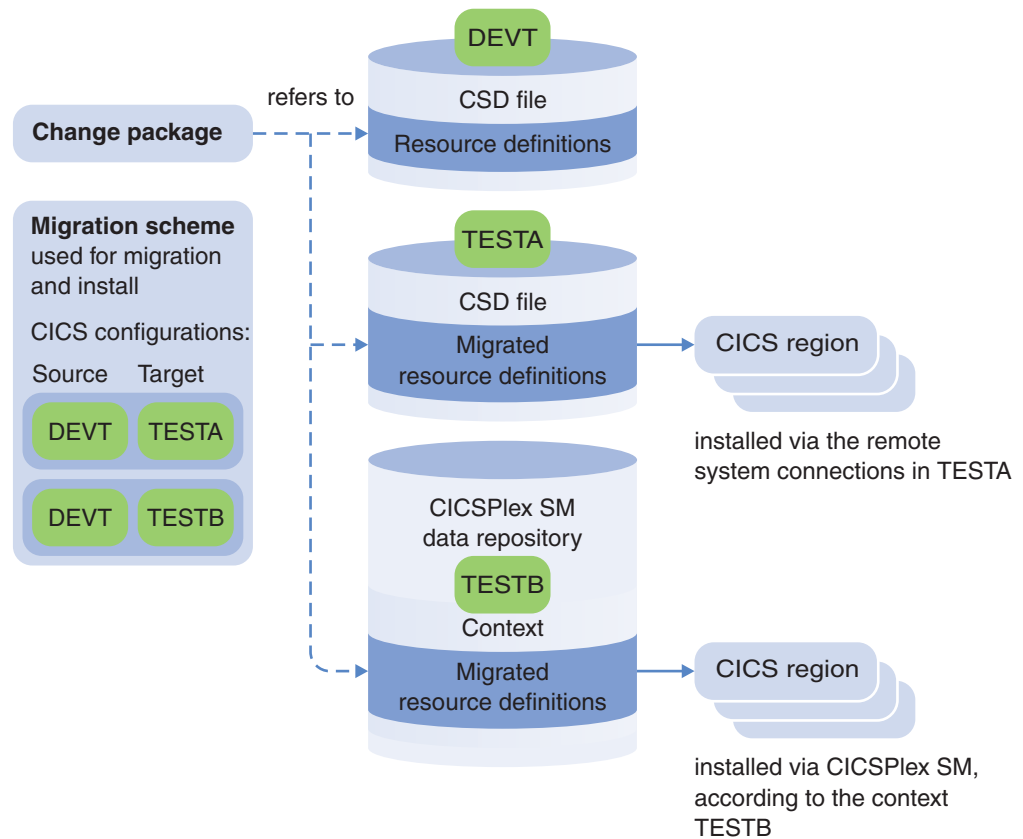 DEVT
CSD file
Resource definitions
refers to
Change package
Migration scheme
used for migration
and install
CICS configurations:
Source Target
DEVT TESTA
DEVT TESTB
TESTA
CSD file
Migrated
resource definitions
CICS region
installed via the remote
system connections in TESTA
CICSPlex SM
data repository
TESTB
Context
Migrated
resource definitions
CICS region
installed via CICSPlex SM,
according to the context
TESTB